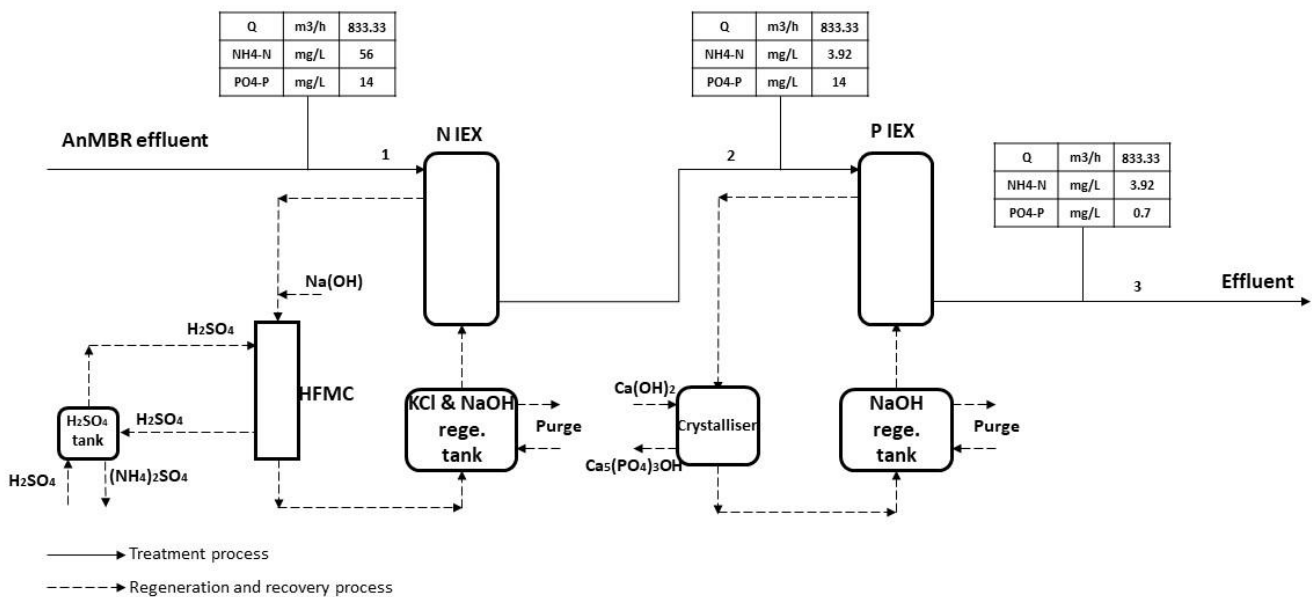 Q m3/h 833.33
NH4-N mg/L 56
PO4-P mg/L 14
Q m3/h 833.33
NH4-N mg/L 3.92
PO4-P mg/L 14
AnMBR effluent
1
N IEX
2
P IEX
Q m3/h 833.33
NH4-N mg/L 3.92
PO4-P mg/L 0.7
3
Effluent
Na(OH)
H₂SO₄
HFMC
H₂SO₄
H₂SO₄
tank
H₂SO₄
(NH₄)₂SO₄
KCl & NaOH
rege.
tank
Purge
Ca(OH)₂
Crystalliser
Ca₅(PO₄)₃OH
NaOH
rege.
tank
Purge
Treatment process
Regeneration and recovery process